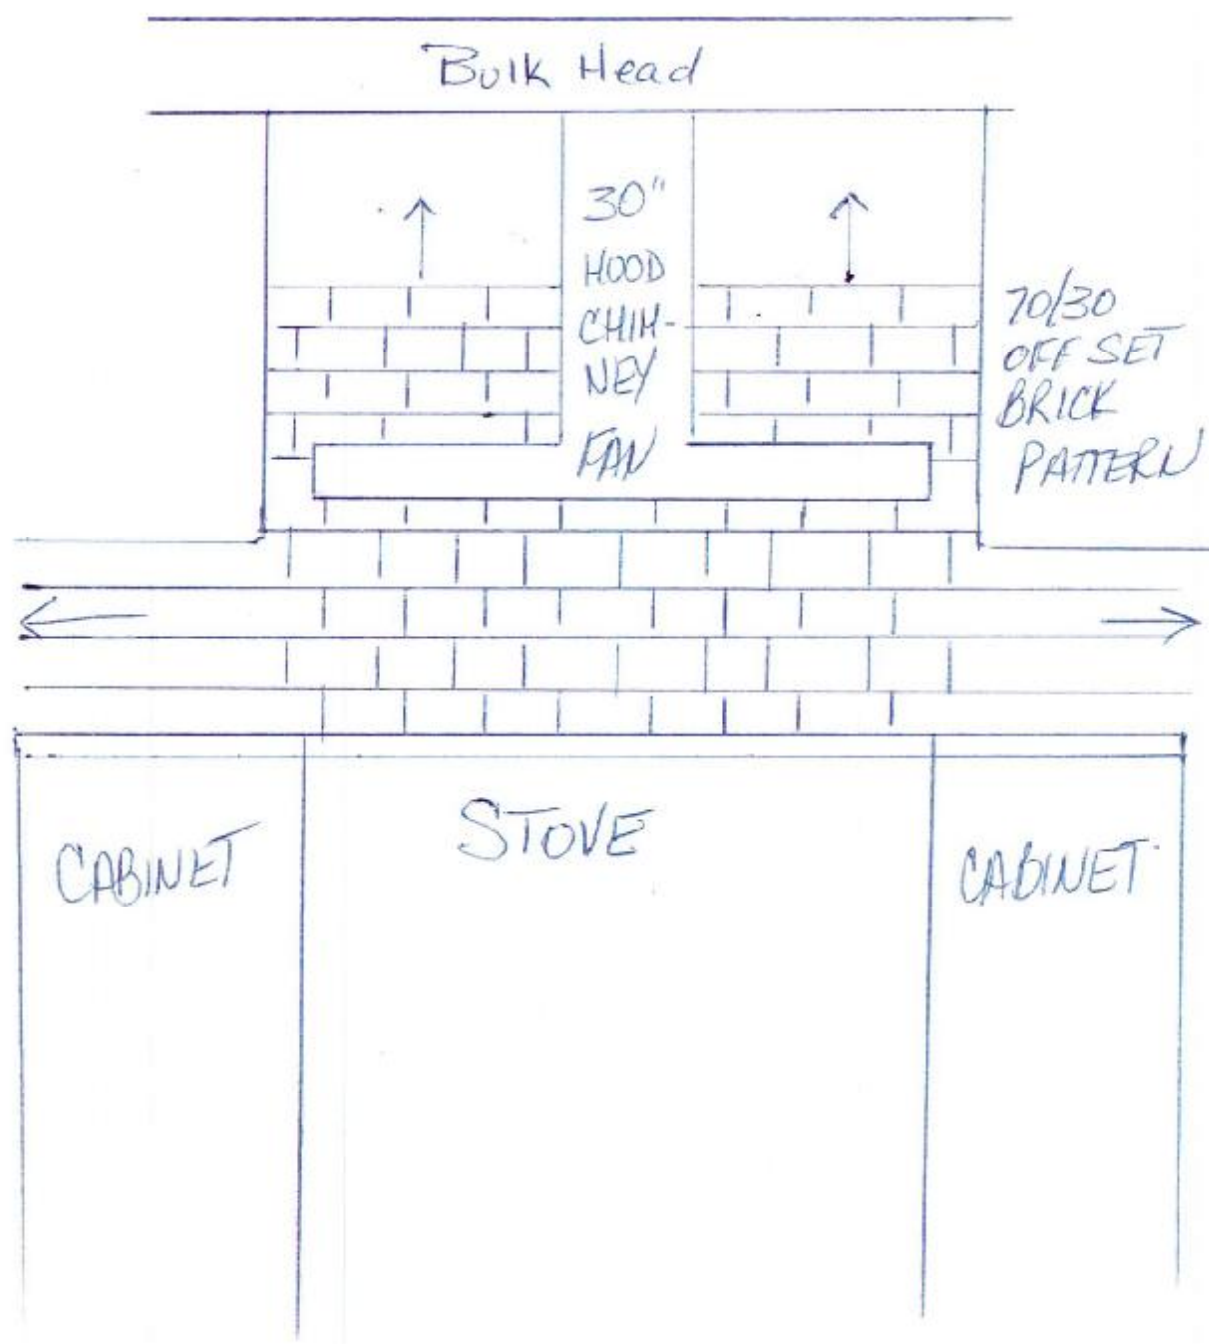 Bulk Head
30"
HOOD
CHIM-
NEY
FAN
70/30
OFF SET
BRICK
PATTERN
STOVE
CABINET
CABINET